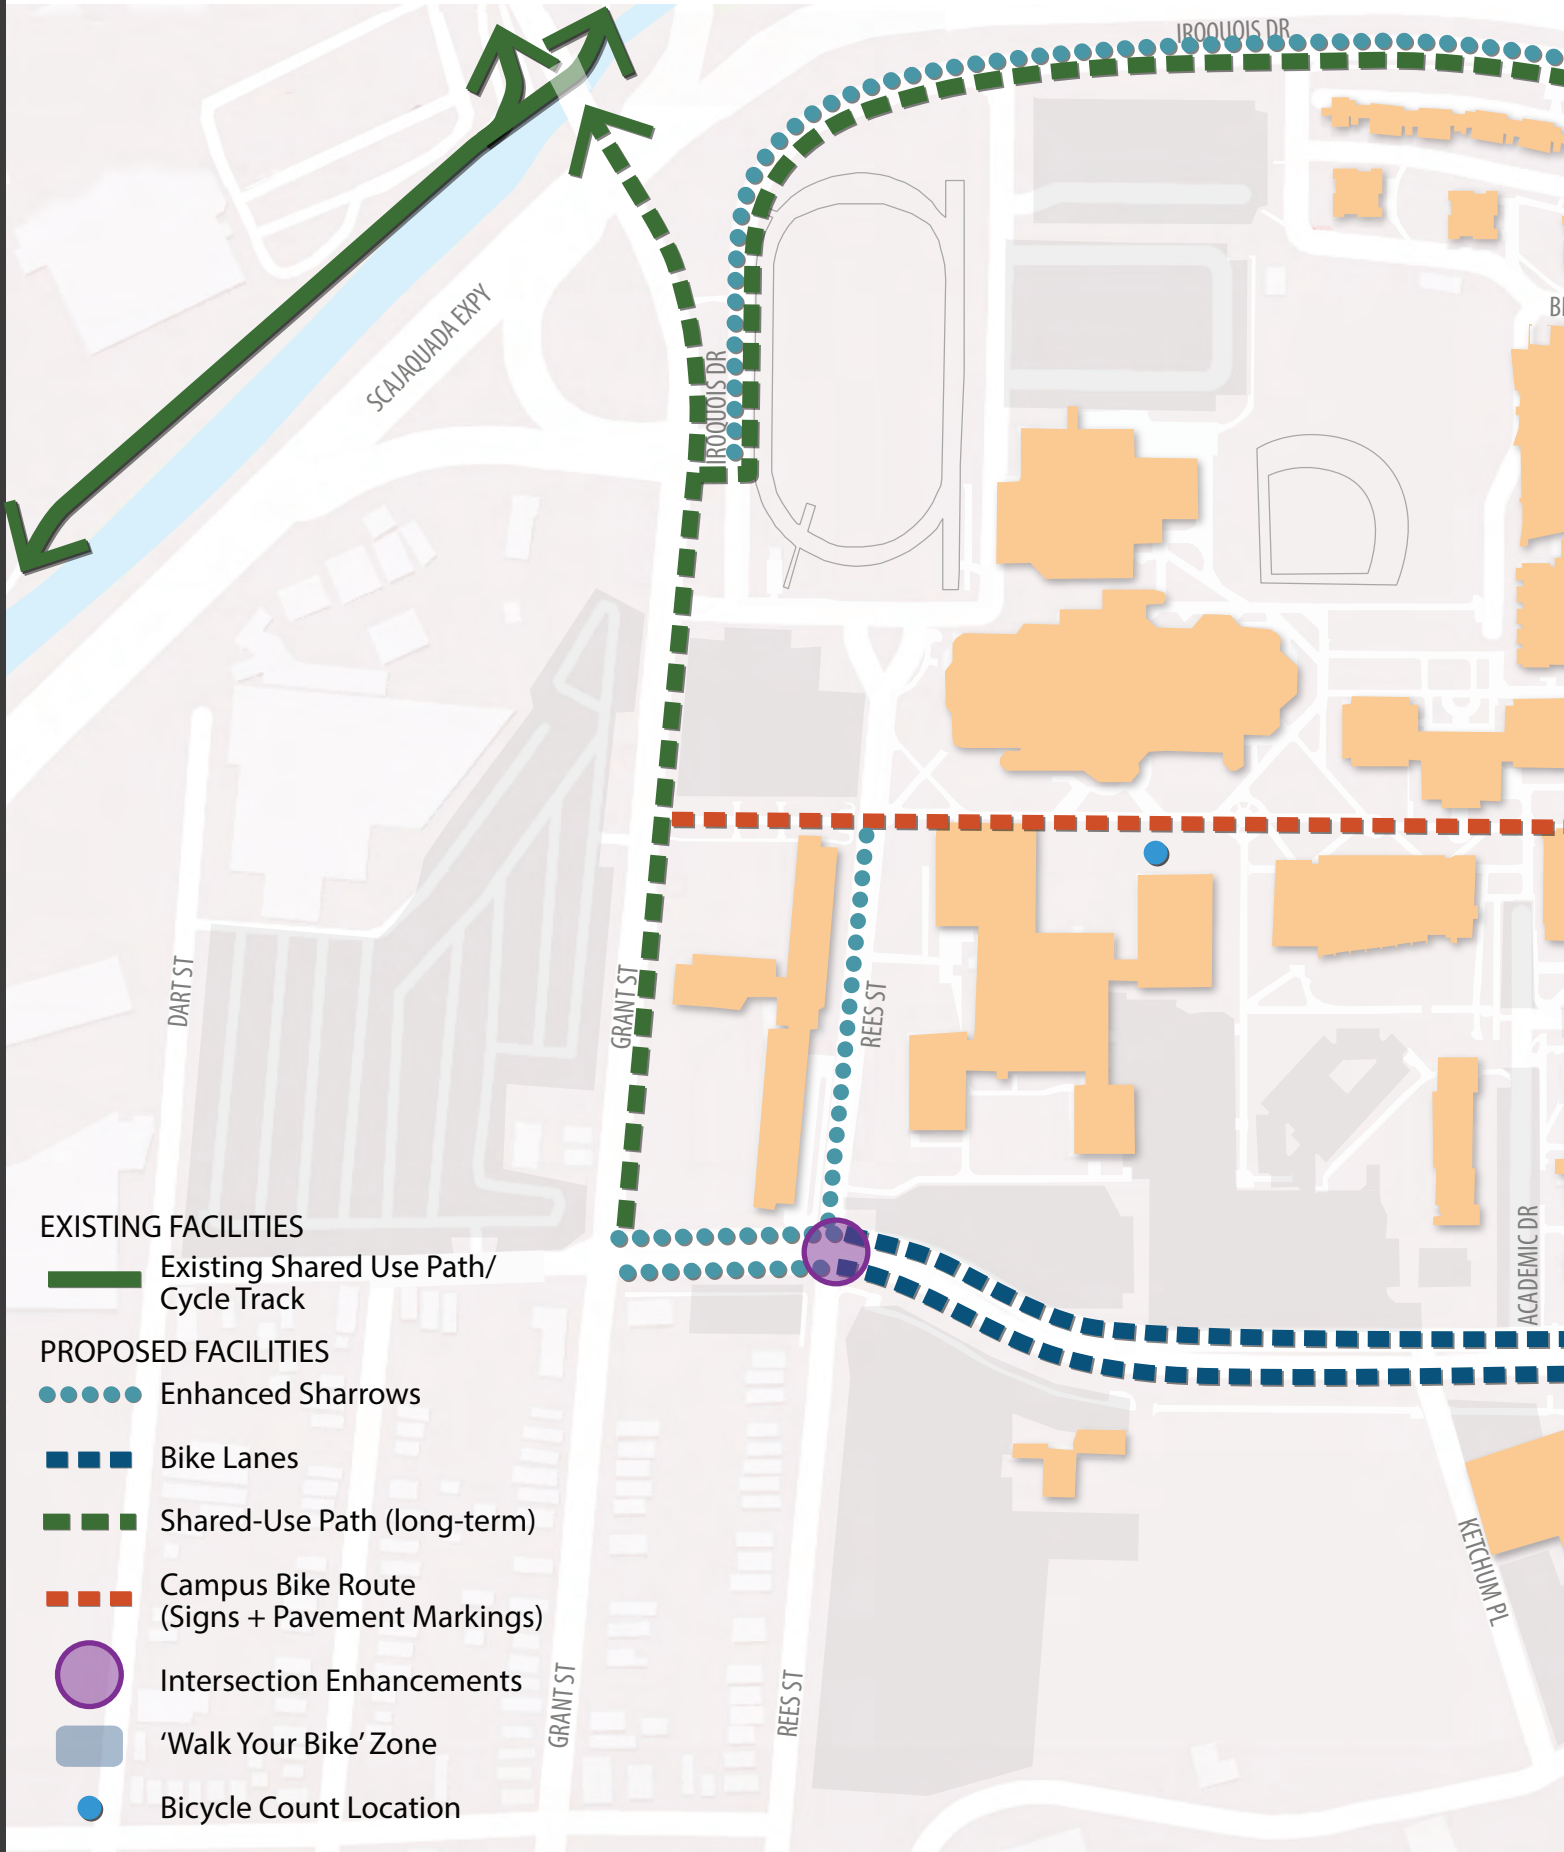 IROQUOIS DR
BI
SCAJAQUADA EXPY
IROQUOIS DR
DART ST
GRANT ST
REES ST
ACADEMIC DR
KETCHUM PL
GRANT ST
REES ST
EXISTING FACILITIES
Existing Shared Use Path/
Cycle Track
PROPOSED FACILITIES
Enhanced Sharrows
Bike Lanes
Shared-Use Path (long-term)
Campus Bike Route
(Signs + Pavement Markings)
Intersection Enhancements
‘Walk Your Bike’ Zone
Bicycle Count Location